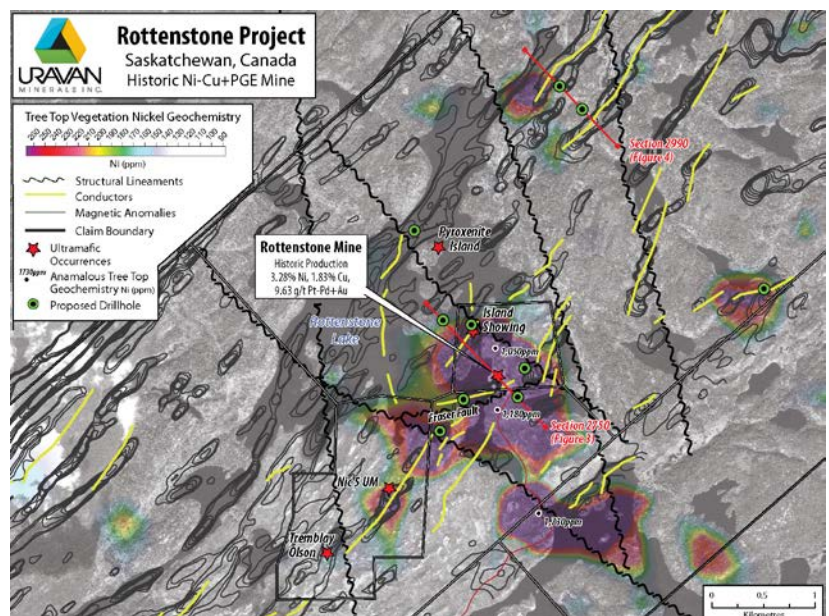 URAVAN
MINERALS INC.
Rottenstone Project
Saskatchewan, Canada
Historic Ni-Cu+PGE Mine
Tree Top Vegetation Nickel Geochemistry
Ni (ppm)
Structural Lineaments
Conductors
Magnetic Anomalies
Claim Boundary
Ultramafic
Occurrences
1730ppm
Anamalous Tree Top
Geochemistry Ni (ppm)
Proposed Drillhole
Section 2990
(Figure 4)
Pyroxenite
Island
Rottenstone Mine
Historic Production
3.28% Ni, 1.83% Cu,
9.63 g/t Pt-Pd+Au
Rottenstone
Lake
Island
Showing
1,050ppm
Fraser Fault
1,180ppm
Section 2750
(Figure 3)
Nic 5 UM
Tremblay
Olson
0 0.5 1
Kilometres